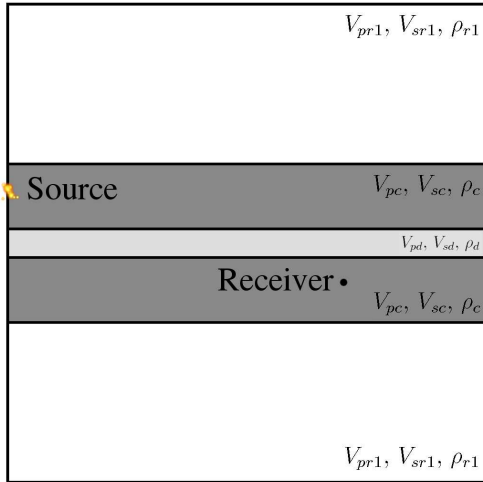 V_{pr1}, V_{sr1}, ρ_{r1}
Source
V_{pc}, V_{sc}, ρ_c
V_{pd}, V_{sd}, ρ_d
Receiver
V_{pc}, V_{sc}, ρ_c
V_{pr1}, V_{sr1}, ρ_{r1}